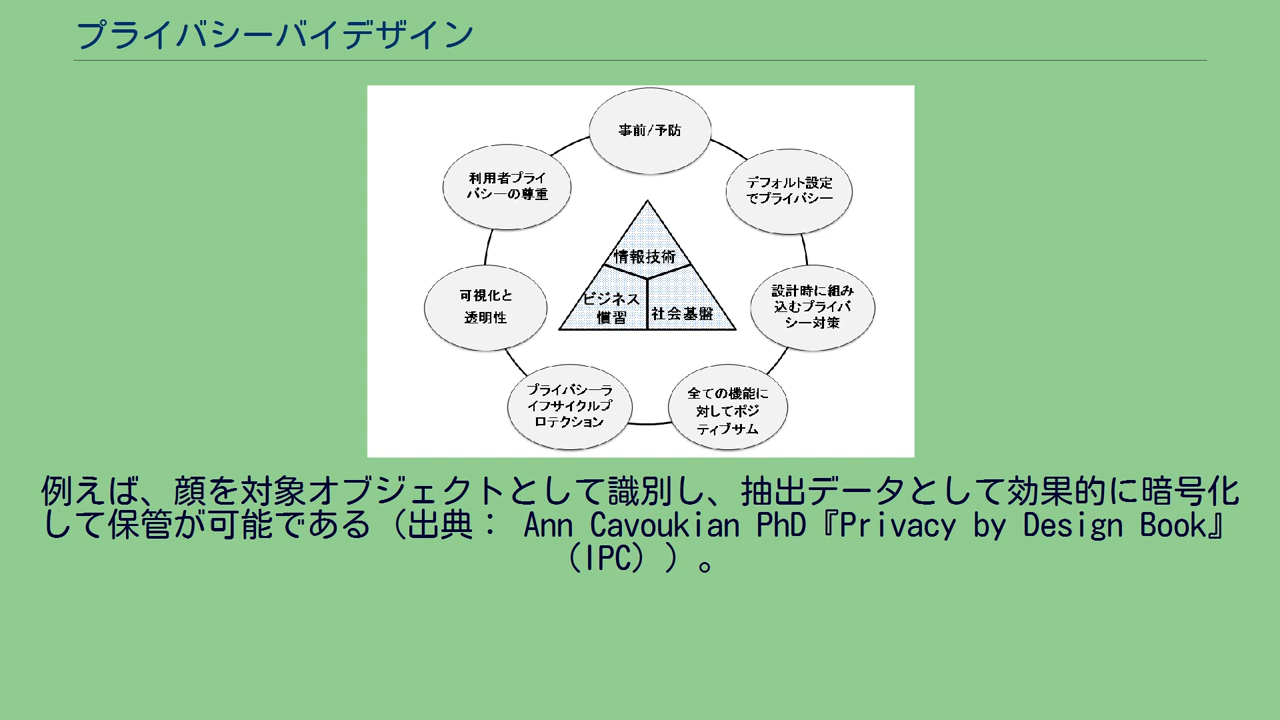 プライバシーバイデザイン
事前/予防
デフォルト設定
でプライバシー
設計時に組み
込むプライバ
シー対策
全ての機能に
対してポジ
ティブサム
プライバシーラ
イフサイクルプ
ロテクション
可視化と
透明性
利用者プライ
バシーの尊重
情報技術
ビジネス
慣習
社会基盤
例えば、顔を対象オブジェクトとして識別し、抽出データとして効果的に暗号化
して保管が可能である（出典： Ann Cavoukian PhD『Privacy by Design Book』
（IPC））。